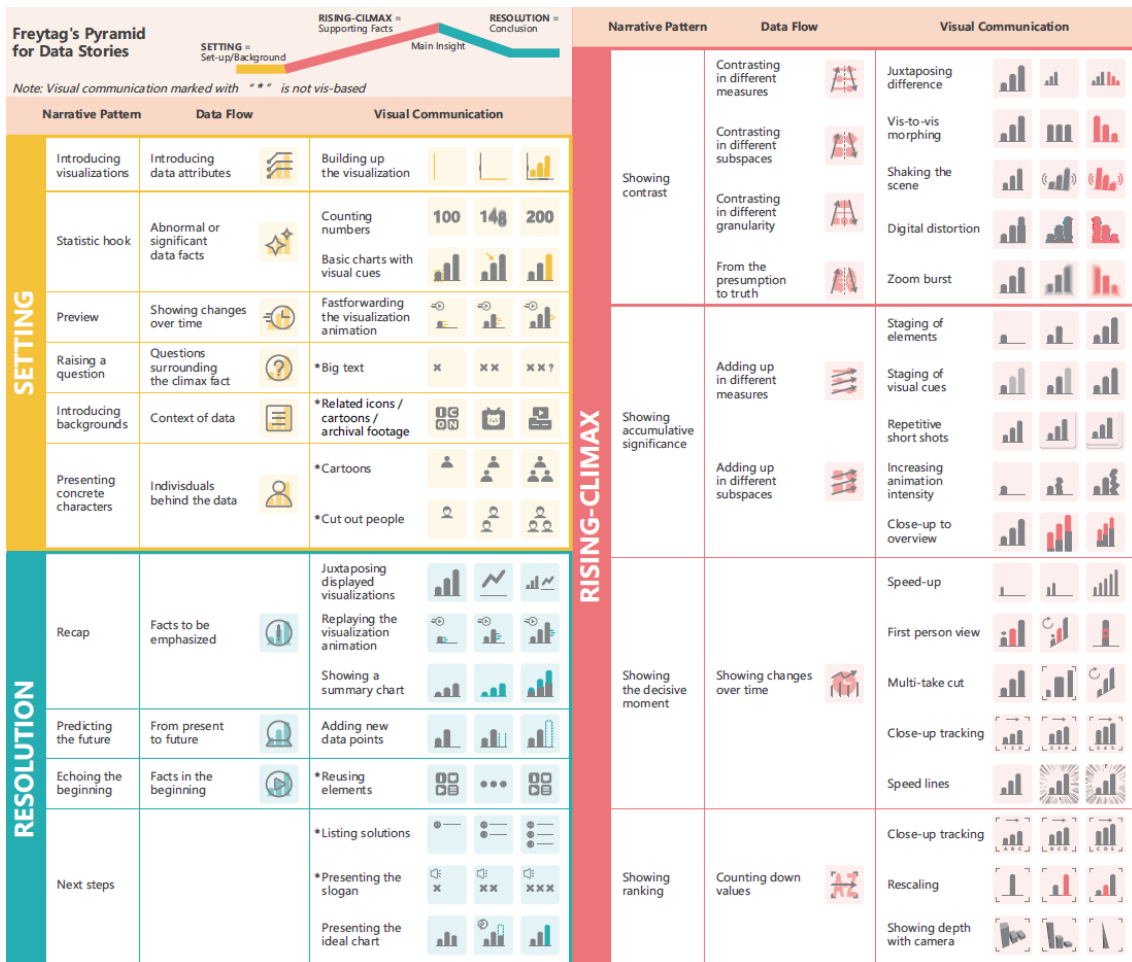 Freytag's Pyramid
for Data Stories
SETTING =
Set-up/Background
RISING-CILMAX =
Supporting Facts
Main Insight
RESOLUTION =
Conclusion
Note: Visual communication marked with "*" is not vis-based
Narrative Pattern
Data Flow
Visual Communication
SETTING
Introducing
visualizations
Introducing
data attributes
Building up
the visualization
Statistic hook
Abnormal or
significant
data facts
Counting
numbers
100
148
200
Basic charts with
visual cues
Preview
Showing changes
over time
Fastforwarding
the visualization
animation
Raising a
question
Questions
surrounding
the climax fact
?
*Big text
×
××
××?
Introducing
backgrounds
Context of data
*Related icons /
cartoons /
archival footage
ICON
Presenting
concrete
characters
Indiviedsuals
behind the data
*Cartoons
*Cut out people
RESOLUTION
Recap
Facts to be
emphasized
Juxtaposing
displayed
visualizations
Replaying the
visualization
animation
Showing a
summary chart
Predicting
the future
From present
to future
Adding new
data points
Echoing the
beginning
Facts in the
beginning
*Reusing
elements
Next steps
*Listing solutions
*Presenting the
slogan
×
××
×××
Presenting the
ideal chart
Narrative Pattern
Data Flow
Visual Communication
RISING-CLIMAX
Showing
contrast
Contrasting
in different
measures
Contrasting
in different
subspaces
Contrasting
in different
granularity
From the
presumption
to truth
Juxtaposing
difference
Vis-to-vis
morphing
Shaking the
scene
Digital distortion
Zoom burst
Showing
accumulative
significance
Adding up
in different
measures
Adding up
in different
subspaces
Staging of
elements
Staging of
visual cues
Repetitive
short shots
Increasing
animation
intensity
Close-up to
overview
Showing
the decisive
moment
Showing changes
over time
Speed-up
First person view
Multi-take cut
Close-up tracking
1 2 3
2 3 4
3 4 5
Speed lines
Showing
ranking
Counting down
values
AZ
Close-up tracking
A B C
B C D
C D E
Rescaling
Showing depth
with camera